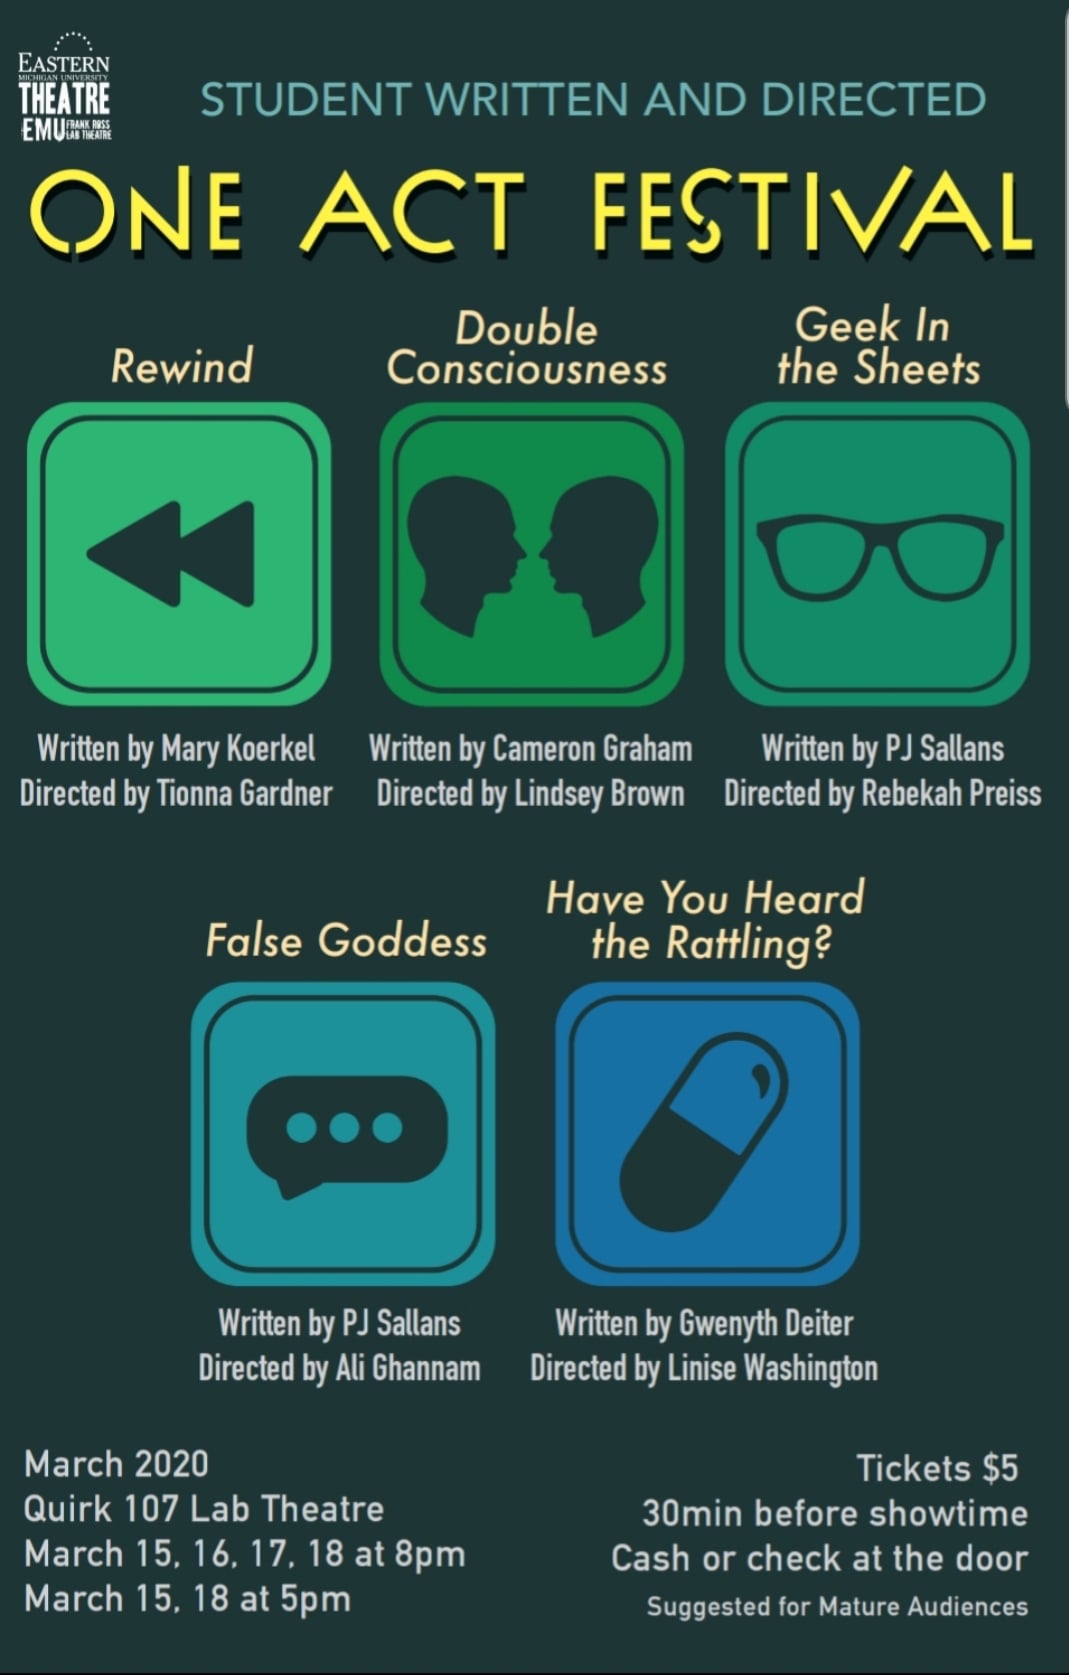 EASTERN
MICHIGAN UNIVERSITY
THEATRE
EMU FRANK ROSS
LAB THEATRE
STUDENT WRITTEN AND DIRECTED
ONE ACT FESTIVAL
Rewind
Double
Consciousness
Geek In
the Sheets
Written by Mary Koerkel
Directed by Tionna Gardner
Written by Cameron Graham
Directed by Lindsey Brown
Written by PJ Sallans
Directed by Rebekah Preiss
False Goddess
Have You Heard
the Rattling?
Written by PJ Sallans
Directed by Ali Ghannam
Written by Gwenyth Deiter
Directed by Linise Washington
March 2020
Quirk 107 Lab Theatre
March 15, 16, 17, 18 at 8pm
March 15, 18 at 5pm
Tickets $5
30min before showtime
Cash or check at the door
Suggested for Mature Audiences